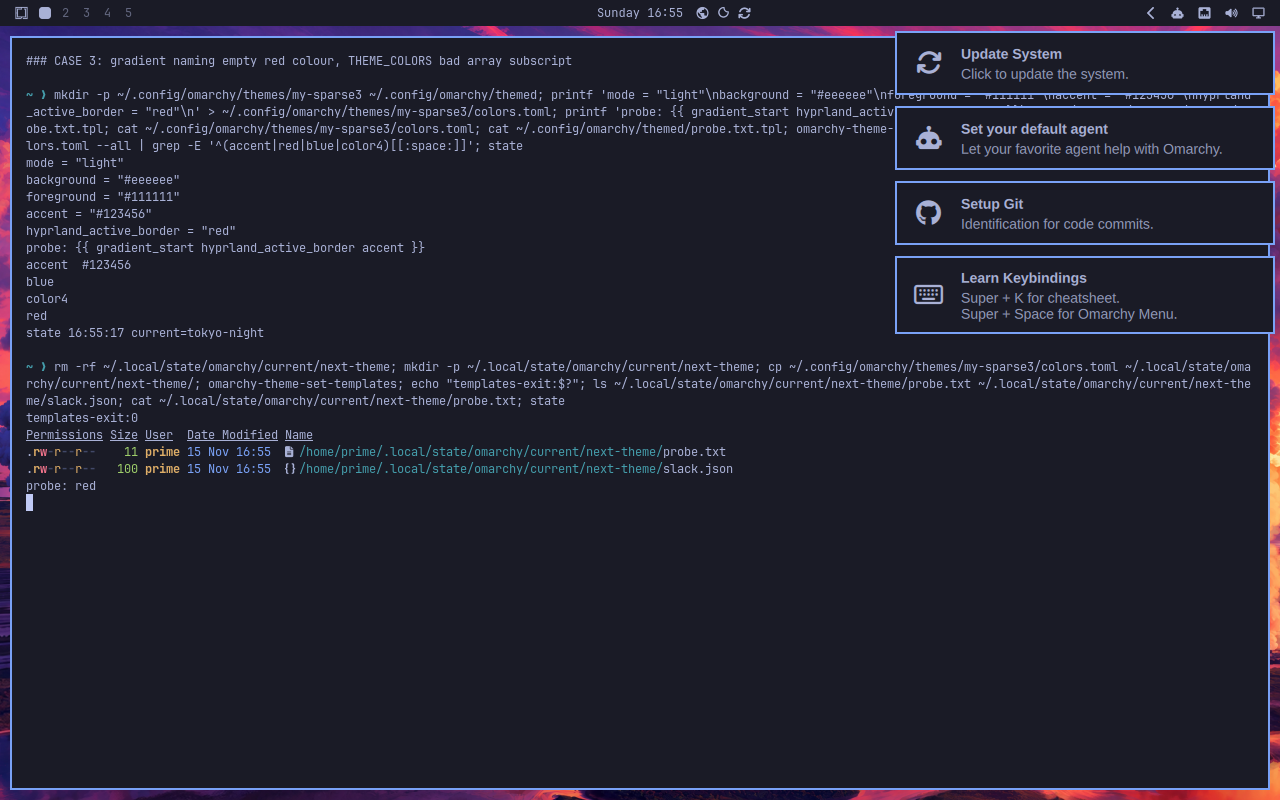 2 3 4 5 Sunday 16:55
### CASE 3: gradient naming empty red colour, THEME_COLORS bad array subscript
~ ❯ mkdir -p ~/.config/omarchy/themes/my-sparse3 ~/.config/omarchy/themed; printf 'mode = "light"\nbackground = "#eeeeee"\nforeground = "#111111"\naccent = "#123456"\nhyprland
_active_border = "red"\n' > ~/.config/omarchy/themes/my-sparse3/colors.toml; printf 'probe: {{ gradient_start hyprland_activ
obe.txt.tpl; cat ~/.config/omarchy/themes/my-sparse3/colors.toml; cat ~/.config/omarchy/themed/probe.txt.tpl; omarchy-theme-
lors.toml --all | grep -E '^(accent|red|blue|color4)[[:space:]]'; state
mode = "light"
background = "#eeeeee"
foreground = "#111111"
accent = "#123456"
hyprland_active_border = "red"
probe: {{ gradient_start hyprland_active_border accent }}
accent  #123456
blue
color4
red
state 16:55:17 current=tokyo-night
~ ❯ rm -rf ~/.local/state/omarchy/current/next-theme; mkdir -p ~/.local/state/omarchy/current/next-theme; cp ~/.config/omarchy/themes/my-sparse3/colors.toml ~/.local/state/oma
rchy/current/next-theme/; omarchy-theme-set-templates; echo "templates-exit:$?"; ls ~/.local/state/omarchy/current/next-theme/probe.txt ~/.local/state/omarchy/current/next-the
me/slack.json; cat ~/.local/state/omarchy/current/next-theme/probe.txt; state
templates-exit:0
Permissions Size User  Date Modified Name
.rw-r--r--    11 prime 15 Nov 16:55  /home/prime/.local/state/omarchy/current/next-theme/probe.txt
.rw-r--r--   100 prime 15 Nov 16:55  {} /home/prime/.local/state/omarchy/current/next-theme/slack.json
probe: red
Update System
Click to update the system.
Set your default agent
Let your favorite agent help with Omarchy.
Setup Git
Identification for code commits.
Learn Keybindings
Super + K for cheatsheet.
Super + Space for Omarchy Menu.